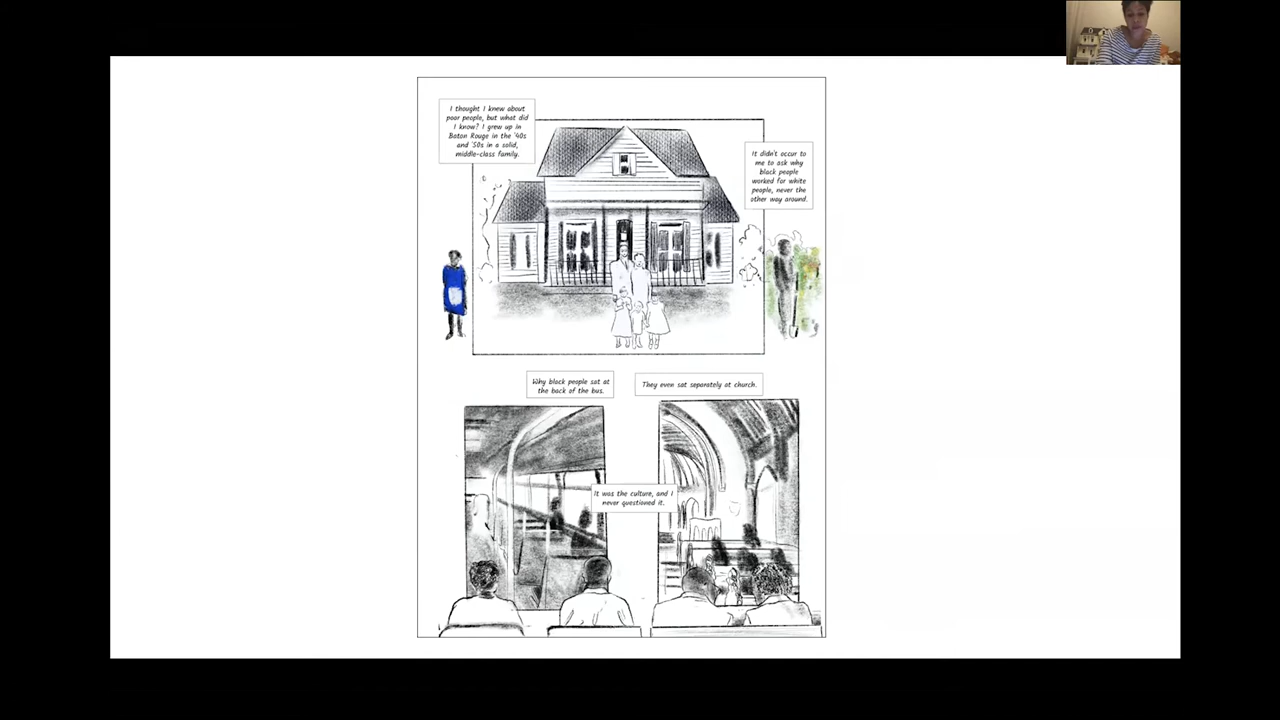 I thought I knew about
poor people, but what did
I know? I grew up in
Baton Rouge in the '40s
and '50s in a solid,
middle-class family.
It didn't occur to
me to ask why
black people
worked for white
people, never the
other way around.
Why black people sat at
the back of the bus.
They even sat separately at church.
It was the culture, and I
never questioned it.